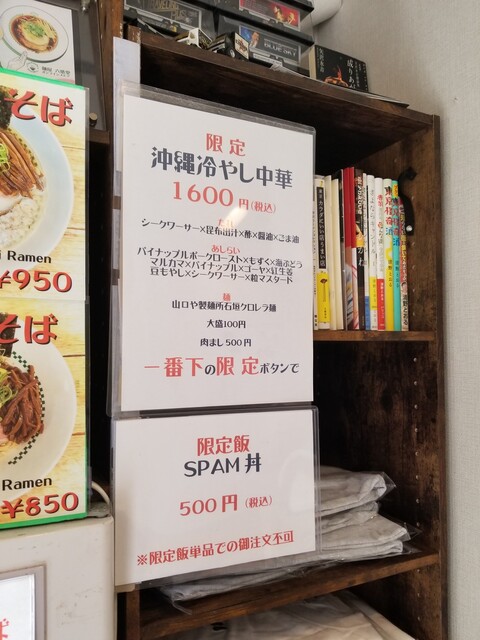 そば
Ramen
¥950
そば
Ramen
¥850
BLUE SKY
限定
沖縄冷やし中華
1600円(税込)
シークワーサー×昆布出汁×酢×醤油×ごま油
あしらい
パイナップルポークロースト×もずく×海ぶどう
マルカマ×パイナップル×ゴーヤ×紅生姜
豆もやし×シークワーサー×粒マスタード
麺
山口や製麺所石垣クロレラ麺
大盛100円
肉まし500円
一番下の限定ボタンで
限定飯
SPAM丼
500円(税込)
※限定飯単品での御注文不可